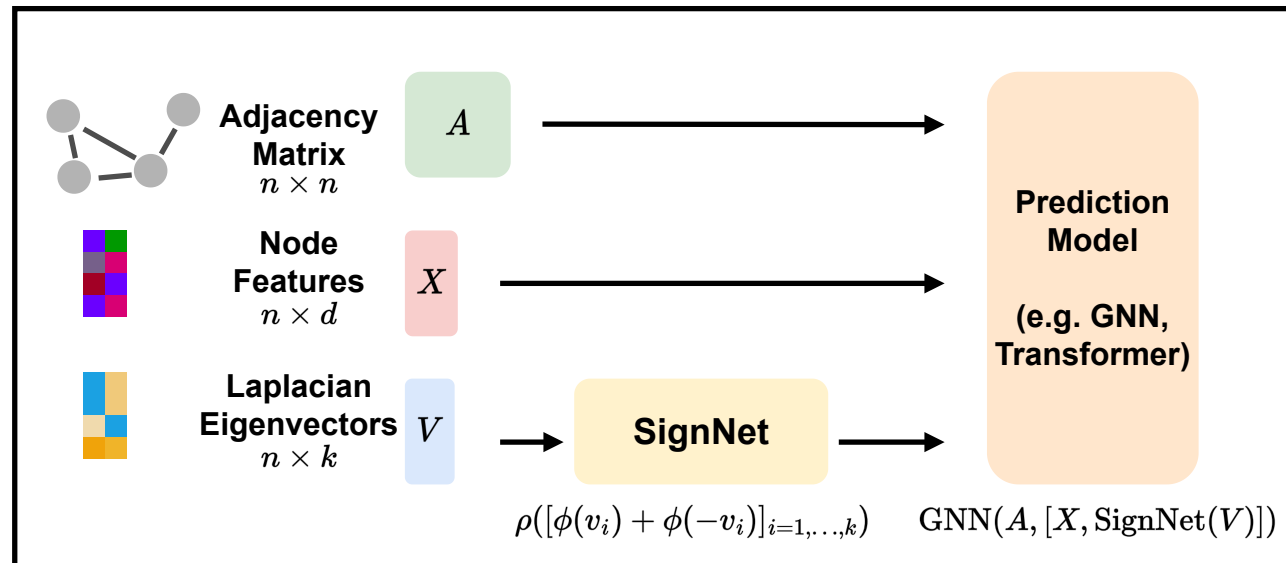 Adjacency
Matrix
n × n
A
Node
Features
n × d
X
Laplacian
Eigenvectors
n × k
V
SignNet
ρ([ϕ(v_i) + ϕ(−v_i)]_{i=1,…,k})
Prediction
Model
(e.g. GNN,
Transformer)
GNN(A, [X, SignNet(V)])